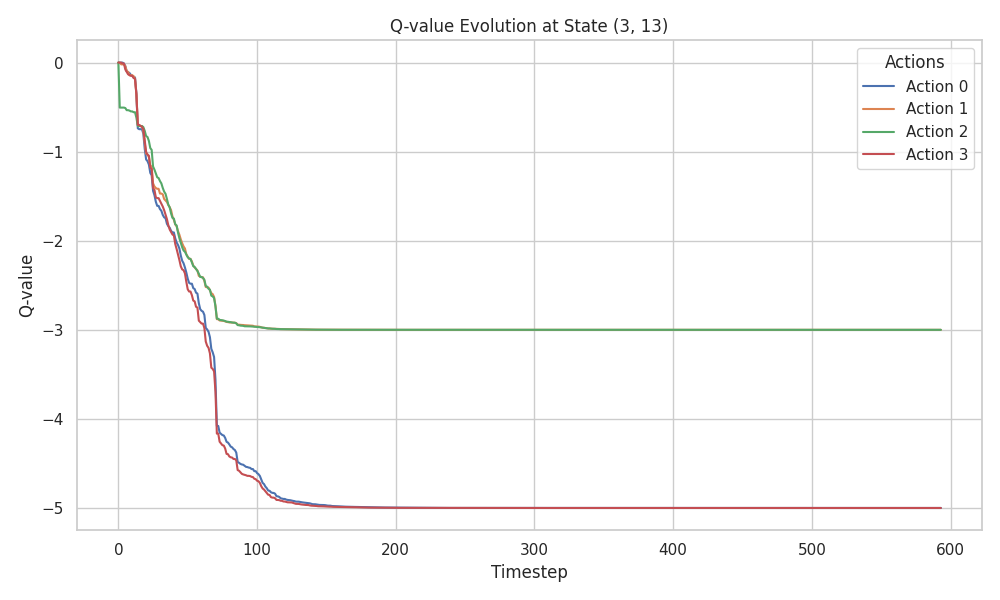 Q-value Evolution at State (3, 13)
Actions
Action 0
Action 1
Action 2
Action 3
Q-value
0
−1
−2
−3
−4
−5
0 100 200 300 400 500 600
Timestep